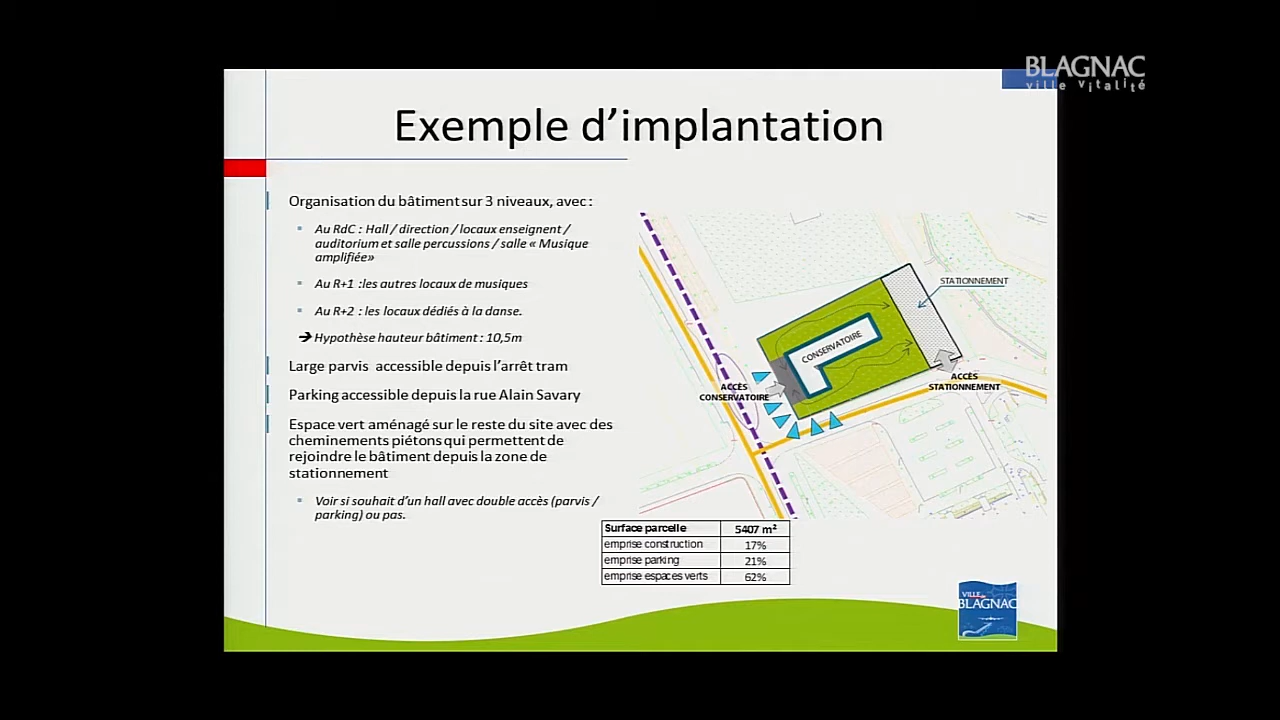 BLAGNAC
ville vitalité
Exemple d’implantation
Organisation du bâtiment sur 3 niveaux, avec :
Au RdC : Hall / direction / locaux enseignent /
auditorium et salle percussions / salle « Musique
amplifiée»
Au R+1 :les autres locaux de musiques
Au R+2 : les locaux dédiés à la danse.
➔ Hypothèse hauteur bâtiment : 10,5m
Large parvis accessible depuis l’arrêt tram
Parking accessible depuis la rue Alain Savary
Espace vert aménagé sur le reste du site avec des
cheminements piétons qui permettent de
rejoindre le bâtiment depuis la zone de
stationnement
Voir si souhait d’un hall avec double accès (parvis /
parking) ou pas.
STATIONNEMENT
CONSERVATOIRE
ACCÈS
CONSERVATOIRE
ACCÈS
STATIONNEMENT
Surface parcelle 5407 m²
emprise construction 17%
emprise parking 21%
emprise espaces verts 62%
VILLE de
BLAGNAC